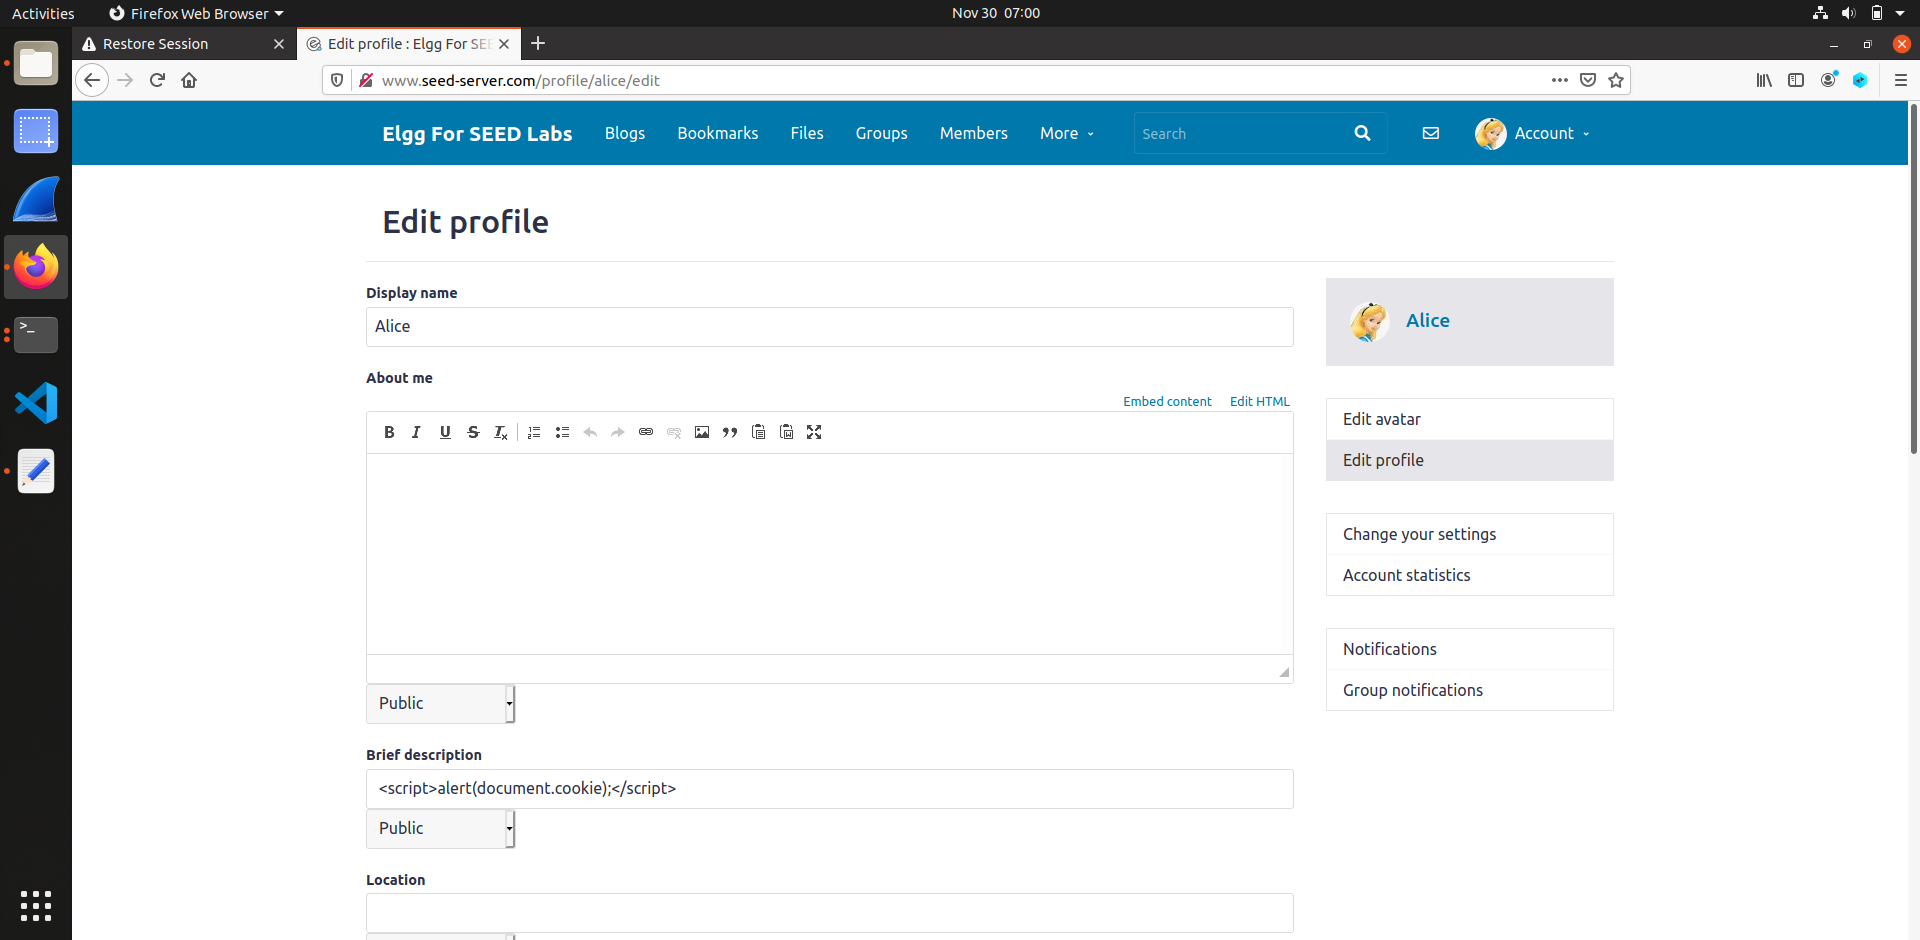 Activities Firefox Web Browser Nov 30 07:00
Restore Session Edit profile : Elgg For SEE
www.seed-server.com/profile/alice/edit
Elgg For SEED Labs Blogs Bookmarks Files Groups Members More Search Account
Edit profile
Display name
Alice
About me
Embed content Edit HTML
Public
Brief description
<script>alert(document.cookie);</script>
Public
Location
Alice
Edit avatar
Edit profile
Change your settings
Account statistics
Notifications
Group notifications